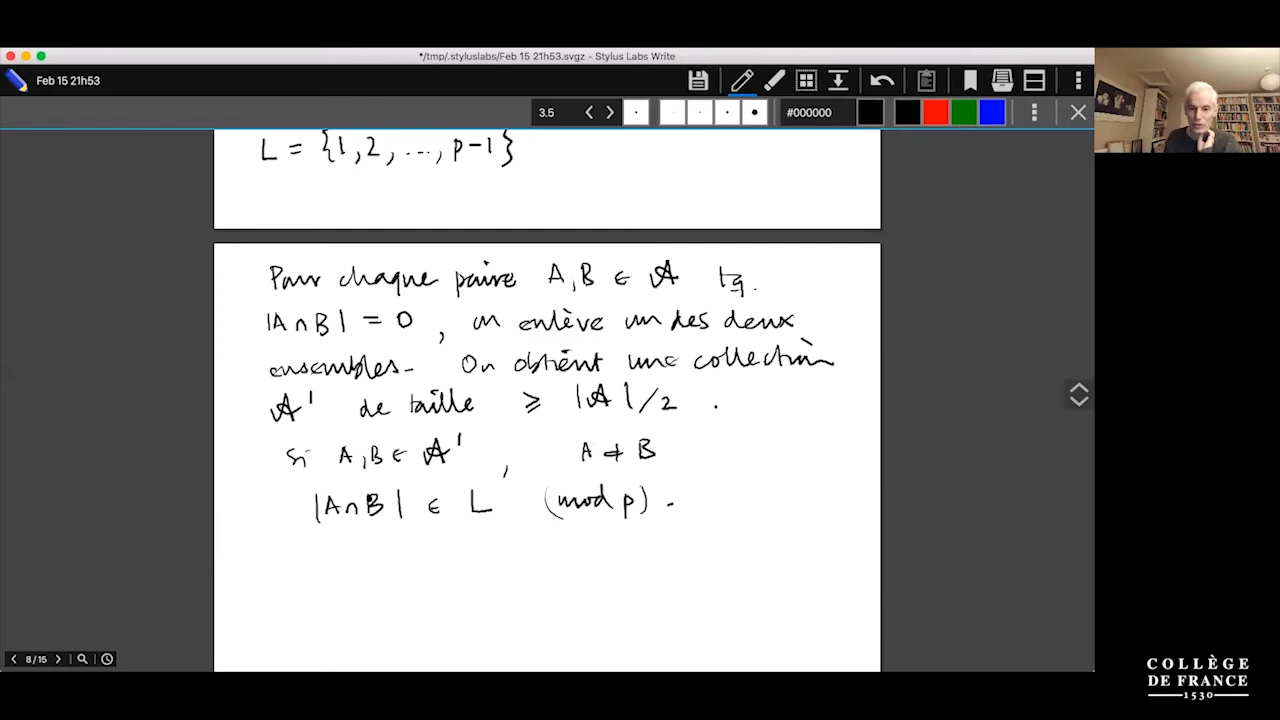 */tmp/.styluslabs/Feb 15 21h53.svgz - Stylus Labs Write
Feb 15 21h53
3.5
#000000
L = {1, 2, ..., p-1}
Pour chaque paire A, B ∈ 𝒜 tq.
|A ∩ B| = 0, on enlève un des deux
ensembles. On obtient une collection
𝒜' de taille ⩾ |𝒜|/2.
Si A, B ∈ 𝒜', A ≠ B
|A ∩ B| ∈ L (mod p).
8/15
COLLÈGE
DE FRANCE
1530